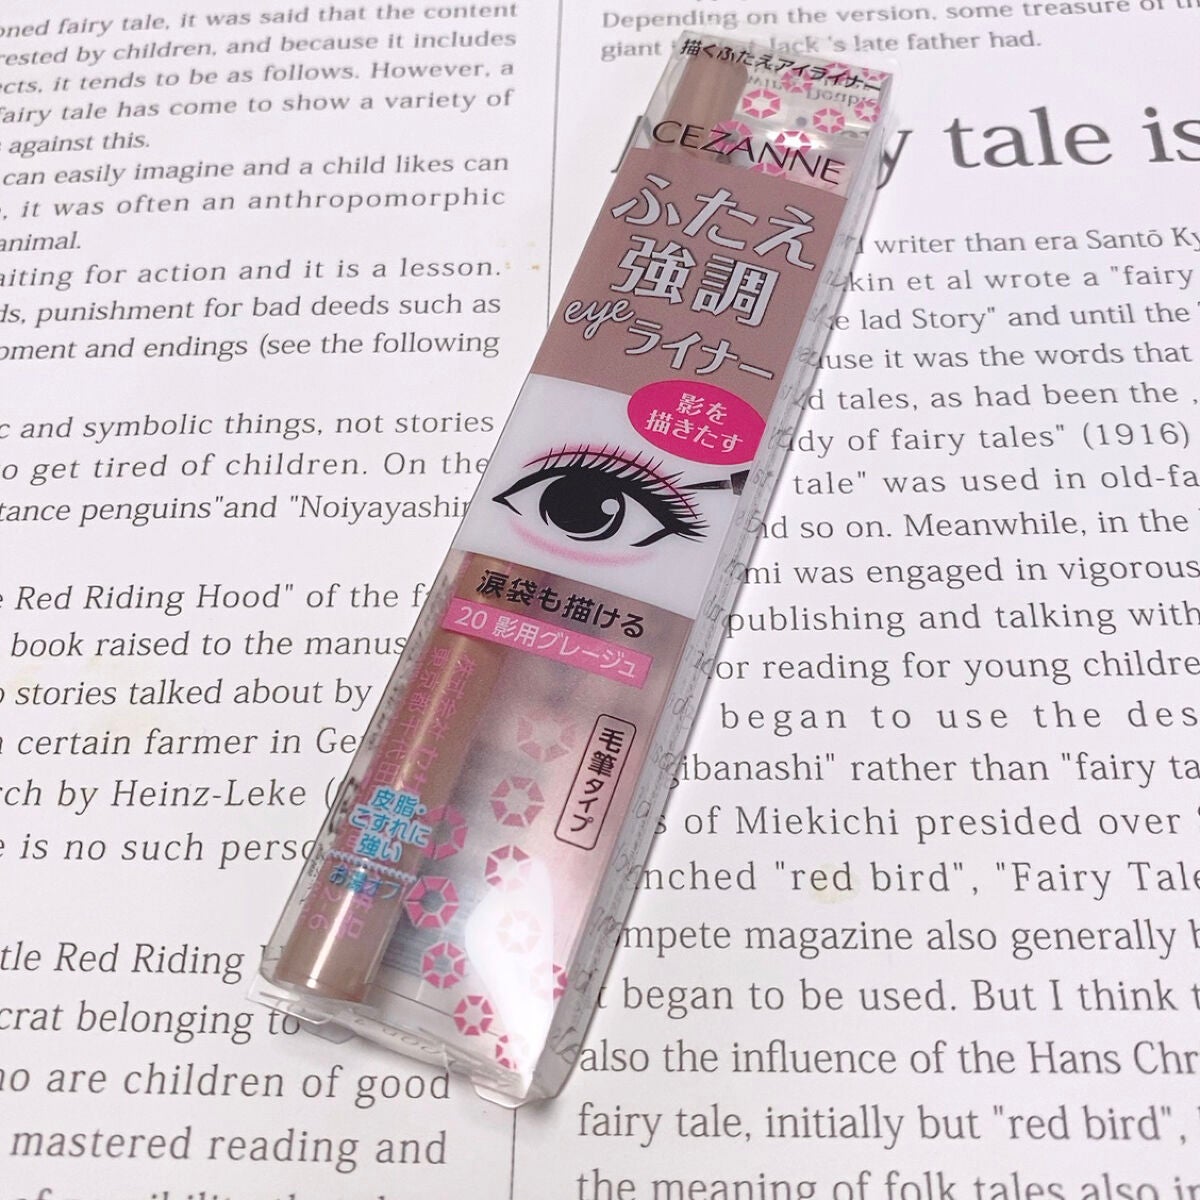 oned fairy tale, it was said that the content
rested by children, and because it includes
cts, it tends to be as follows. However, a
fairy tale has come to show a variety of
against this.
can easily imagine and a child likes can
, it was often an anthropomorphic
animal.
aiting for action and it is a lesson.
ds, punishment for bad deeds such as
oment and endings (see the following
c and symbolic things, not stories
o get tired of children. On the
tance penguins"and "Noiyayashir
Red Riding Hood" of the f
book raised to the manus
o stories talked about by
certain farmer in Ge
rch by Heinz-Leke (
e is no such perso
tle Red Riding
crat belonging to
ho are children of good
mastered reading and
描くふたえアイライナー
CEZANNE
ふたえ
強調
eyeライナー
影を
描きたす
涙袋も描ける
20 影用グレージュ
毛筆タイプ
皮脂・
こすれに
強い
お湯オフ
Depending on the version, some treasure of th
giant Jack 's late father had.
y tale is
writer than era Santō Ky
kin et al wrote a "fairy
e lad Story" and until the
use it was the words that
d tales, as had been the ,
dy of fairy tales" (1916)
tale" was used in old-fa
nd so on. Meanwhile, in the
mi was engaged in vigorous
publishing and talking with
or reading for young childre
began to use the des
gibanashi" rather than "fairy ta
s of Miekichi presided over
nched "red bird", "Fairy Tale
mpete magazine also generally b
t began to be used. But I think t
also the influence of the Hans Chr
fairy tale, initially but "red bird",
the meaning of folk tales also in